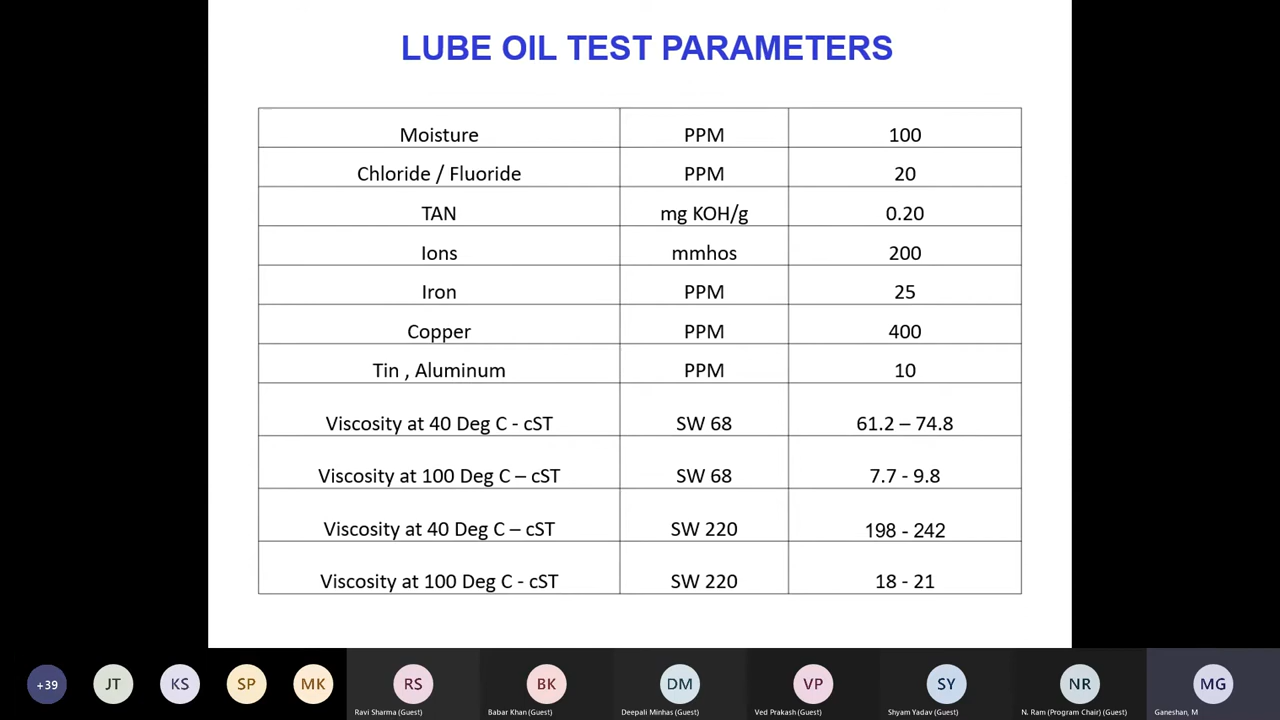 LUBE OIL TEST PARAMETERS
Moisture PPM 100
Chloride / Fluoride PPM 20
TAN mg KOH/g 0.20
Ions mmhos 200
Iron PPM 25
Copper PPM 400
Tin , Aluminum PPM 10
Viscosity at 40 Deg C - cST SW 68 61.2 – 74.8
Viscosity at 100 Deg C – cST SW 68 7.7 - 9.8
Viscosity at 40 Deg C – cST SW 220 198 - 242
Viscosity at 100 Deg C - cST SW 220 18 - 21
+39 JT KS SP MK RS BK DM VP SY NR MG
Ravi Sharma (Guest) Babar Khan (Guest) Deepali Minhas (Guest) Ved Prakash (Guest) Shyam Yadav (Guest) N. Ram (Program Chair) (Guest) Ganeshan, M